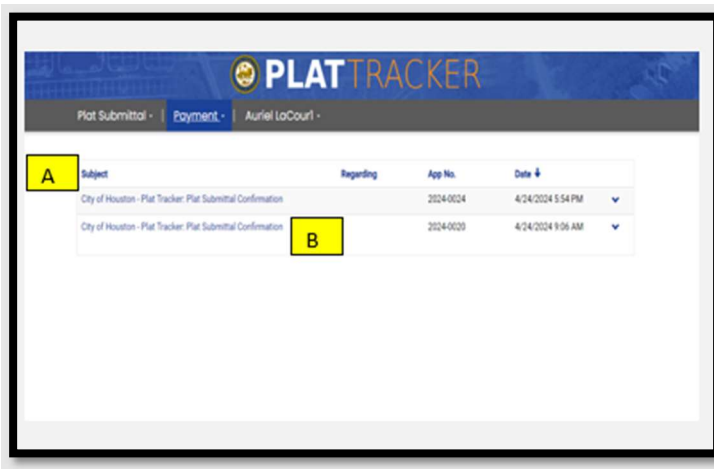 PLATTRACKER
Plat Submittal - | Payment - | Auriel LaCour1 -
A
Subject Regarding App No. Date ↓
City of Houston - Plat Tracker: Plat Submittal Confirmation 2024-0024 4/24/2024 5:54 PM
City of Houston - Plat Tracker: Plat Submittal Confirmation 2024-0020 4/24/2024 9:06 AM
B